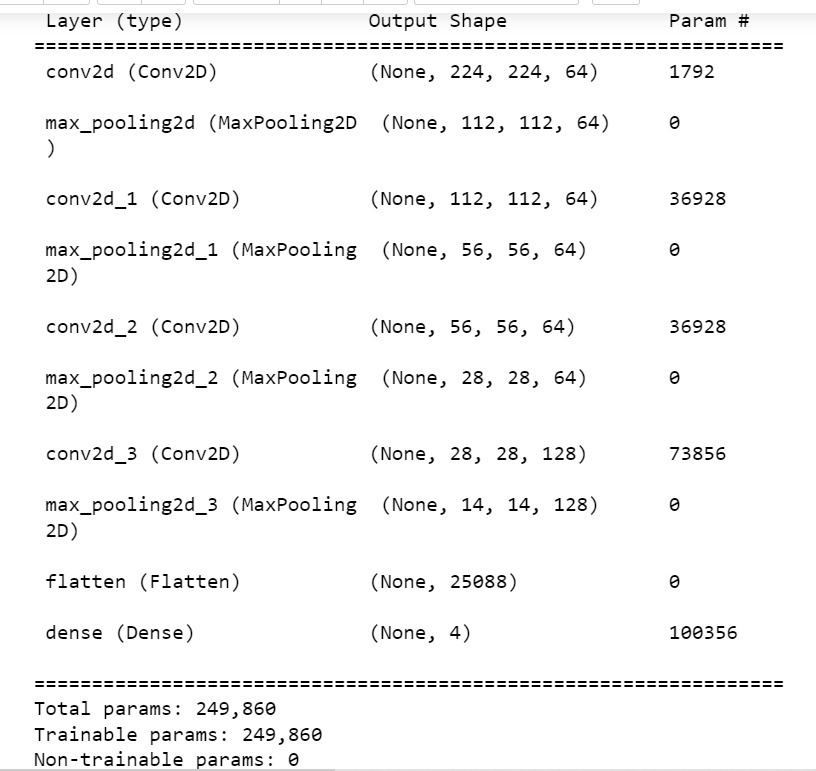 Layer (type) Output Shape Param #
=================================================================
conv2d (Conv2D) (None, 224, 224, 64) 1792
max_pooling2d (MaxPooling2D (None, 112, 112, 64) 0
)
conv2d_1 (Conv2D) (None, 112, 112, 64) 36928
max_pooling2d_1 (MaxPooling (None, 56, 56, 64) 0
2D)
conv2d_2 (Conv2D) (None, 56, 56, 64) 36928
max_pooling2d_2 (MaxPooling (None, 28, 28, 64) 0
2D)
conv2d_3 (Conv2D) (None, 28, 28, 128) 73856
max_pooling2d_3 (MaxPooling (None, 14, 14, 128) 0
2D)
flatten (Flatten) (None, 25088) 0
dense (Dense) (None, 4) 100356
=================================================================
Total params: 249,860
Trainable params: 249,860
Non-trainable params: 0